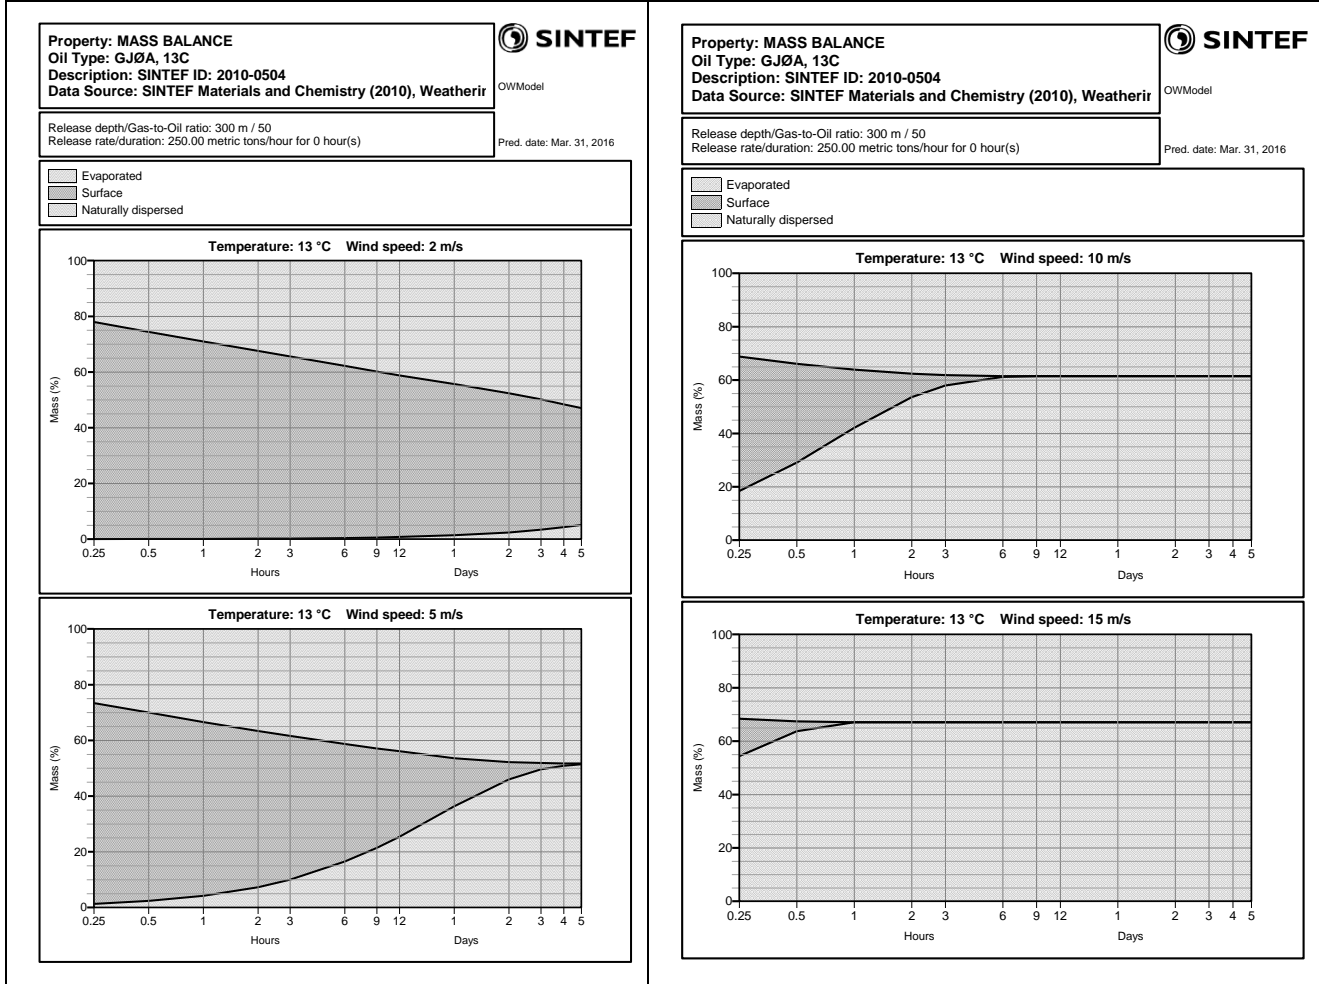 Property: MASS BALANCE
Oil Type: GJØA, 13C
Description: SINTEF ID: 2010-0504
Data Source: SINTEF Materials and Chemistry (2010), Weatherin
SINTEF
OWModel
Release depth/Gas-to-Oil ratio: 300 m / 50
Release rate/duration: 250.00 metric tons/hour for 0 hour(s)
Pred. date: Mar. 31, 2016
Evaporated
Surface
Naturally dispersed
Temperature: 13 °C Wind speed: 2 m/s
100
80
60
40
20
0
Mass (%)
0.25 0.5 1 2 3 6 9 12 1 2 3 4 5
Hours Days
Temperature: 13 °C Wind speed: 5 m/s
100
80
60
40
20
0
Mass (%)
0.25 0.5 1 2 3 6 9 12 1 2 3 4 5
Hours Days
Property: MASS BALANCE
Oil Type: GJØA, 13C
Description: SINTEF ID: 2010-0504
Data Source: SINTEF Materials and Chemistry (2010), Weatherin
SINTEF
OWModel
Release depth/Gas-to-Oil ratio: 300 m / 50
Release rate/duration: 250.00 metric tons/hour for 0 hour(s)
Pred. date: Mar. 31, 2016
Evaporated
Surface
Naturally dispersed
Temperature: 13 °C Wind speed: 10 m/s
100
80
60
40
20
0
Mass (%)
0.25 0.5 1 2 3 6 9 12 1 2 3 4 5
Hours Days
Temperature: 13 °C Wind speed: 15 m/s
100
80
60
40
20
0
Mass (%)
0.25 0.5 1 2 3 6 9 12 1 2 3 4 5
Hours Days